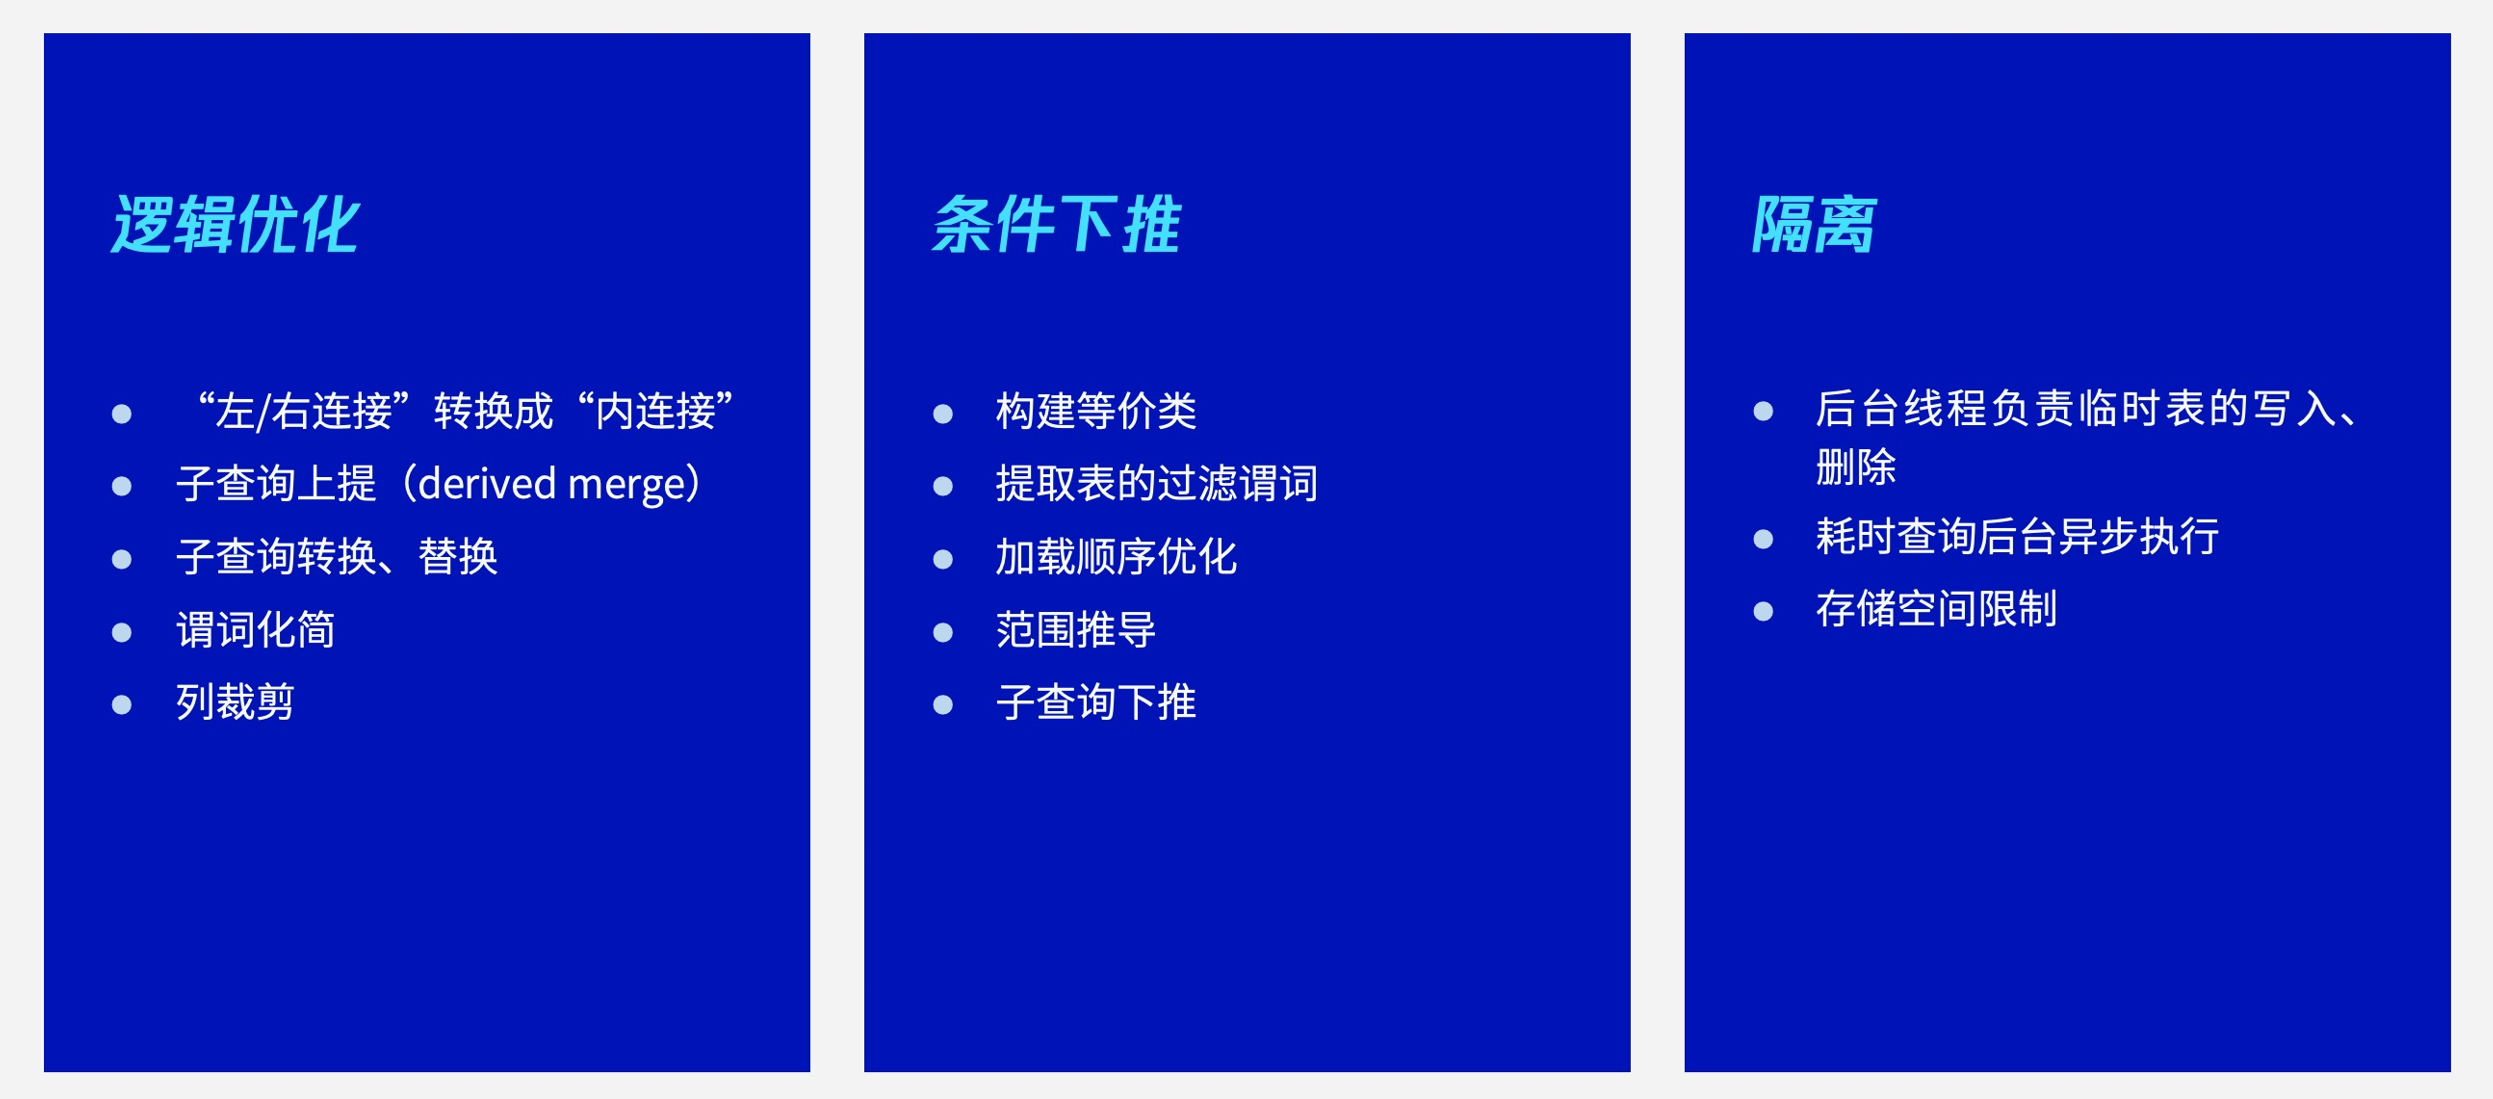 逻辑优化
“左/右连接” 转换成 “内连接”
子查询上提（derived merge）
子查询转换、替换
谓词化简
列裁剪
条件下推
构建等价类
提取表的过滤谓词
加载顺序优化
范围推导
子查询下推
隔离
后台线程负责临时表的写入、
删除
耗时查询后台异步执行
存储空间限制